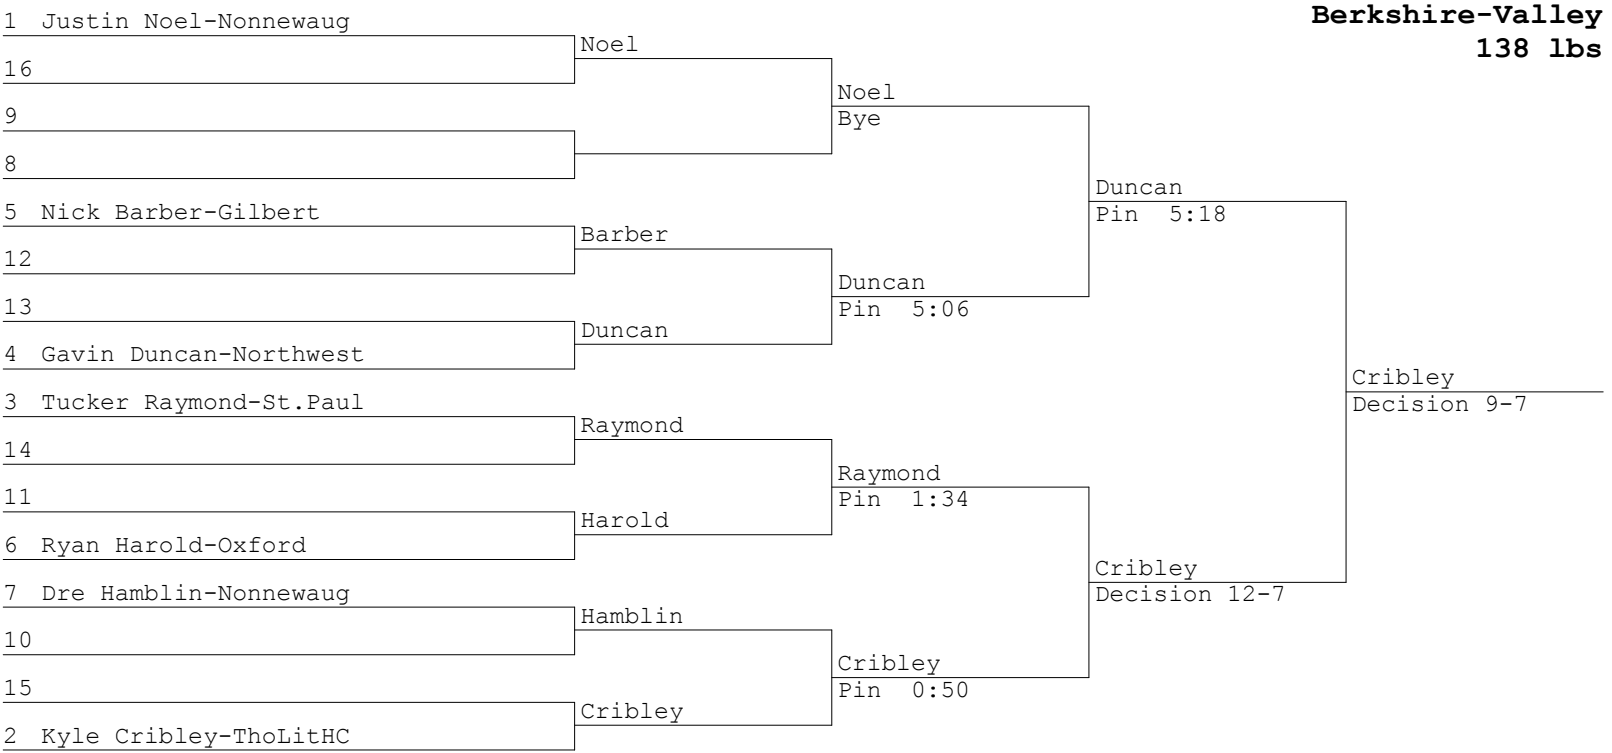 Berkshire-Valley
138 lbs
1 Justin Noel-Nonnewaug
16
9
8
5 Nick Barber-Gilbert
12
13
4 Gavin Duncan-Northwest
3 Tucker Raymond-St.Paul
14
11
6 Ryan Harold-Oxford
7 Dre Hamblin-Nonnewaug
10
15
2 Kyle Cribley-ThoLitHC
Noel
Barber
Duncan
Raymond
Harold
Hamblin
Cribley
Noel
Bye
Duncan
Pin 5:06
Raymond
Pin 1:34
Cribley
Pin 0:50
Duncan
Pin 5:18
Cribley
Decision 12-7
Cribley
Decision 9-7